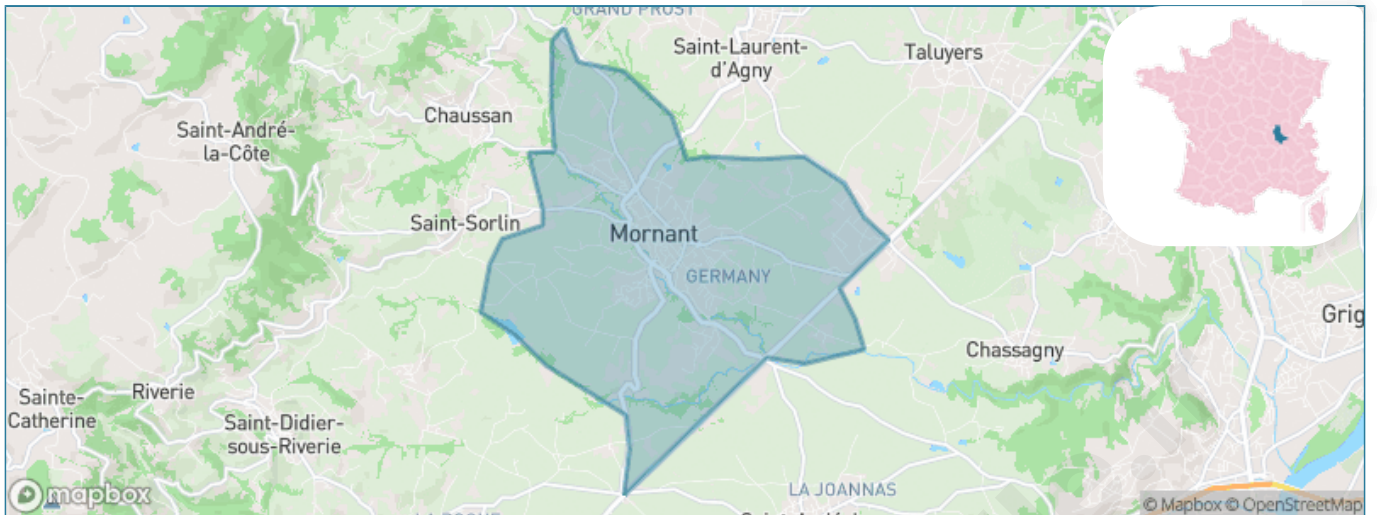 GRAND PROST
Saint-Laurent-
d'Agny
Taluyers
Chaussan
Saint-André-
la-Côte
Saint-Sorlin
Mornant
GERMANY
Grig
Chassagny
Riverie
Sainte-
Catherine
Saint-Didier-
sous-Riverie
LA JOANNAS
mapbox
© Mapbox © OpenStreetMap